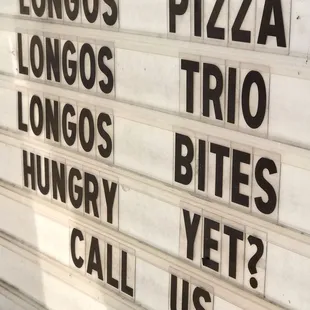 LONGOS PIZZA
LONGOS TRIO
LONGOS BITES
HUNGRY YET?
CALL US